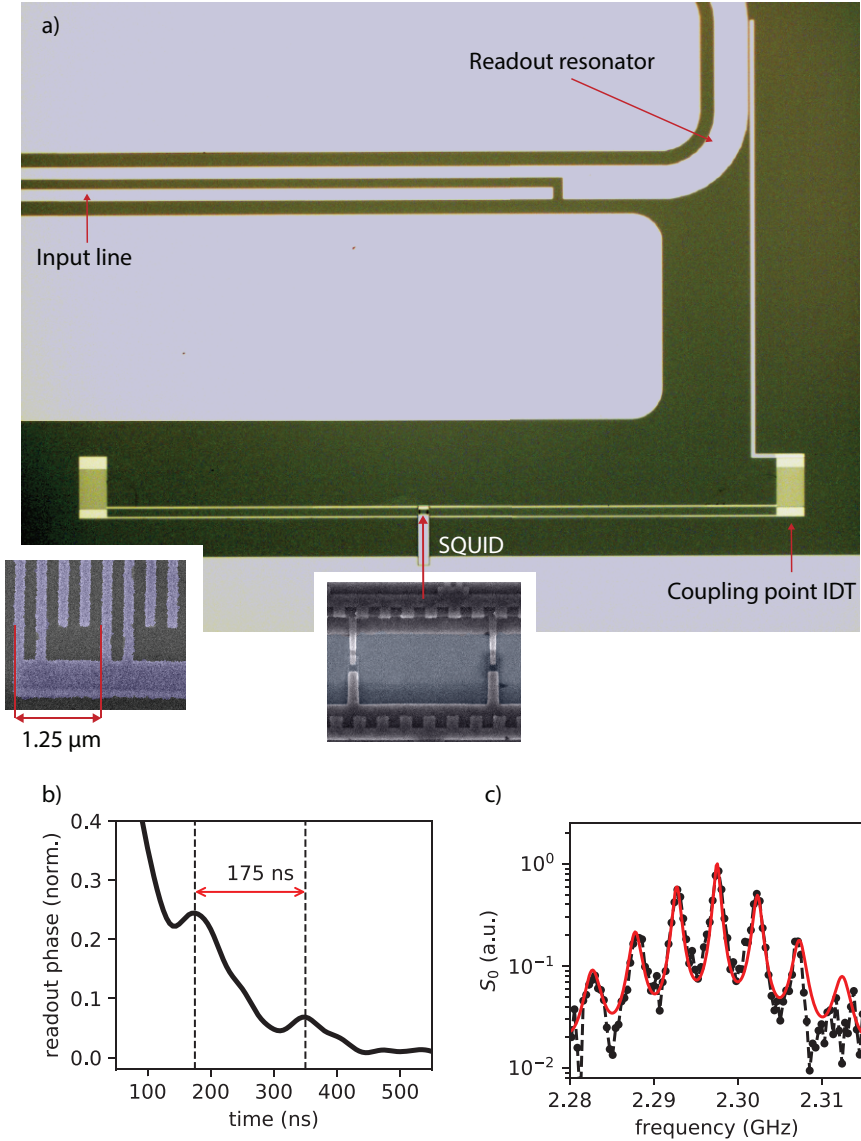 a)
Readout resonator
Input line
SQUID
Coupling point IDT
1.25 μm
b)
0.4
0.3
0.2
0.1
0.0
readout phase (norm.)
175 ns
100 200 300 400 500
time (ns)
c)
10⁰
10⁻¹
10⁻²
S₀ (a.u.)
2.28 2.29 2.30 2.31
frequency (GHz)